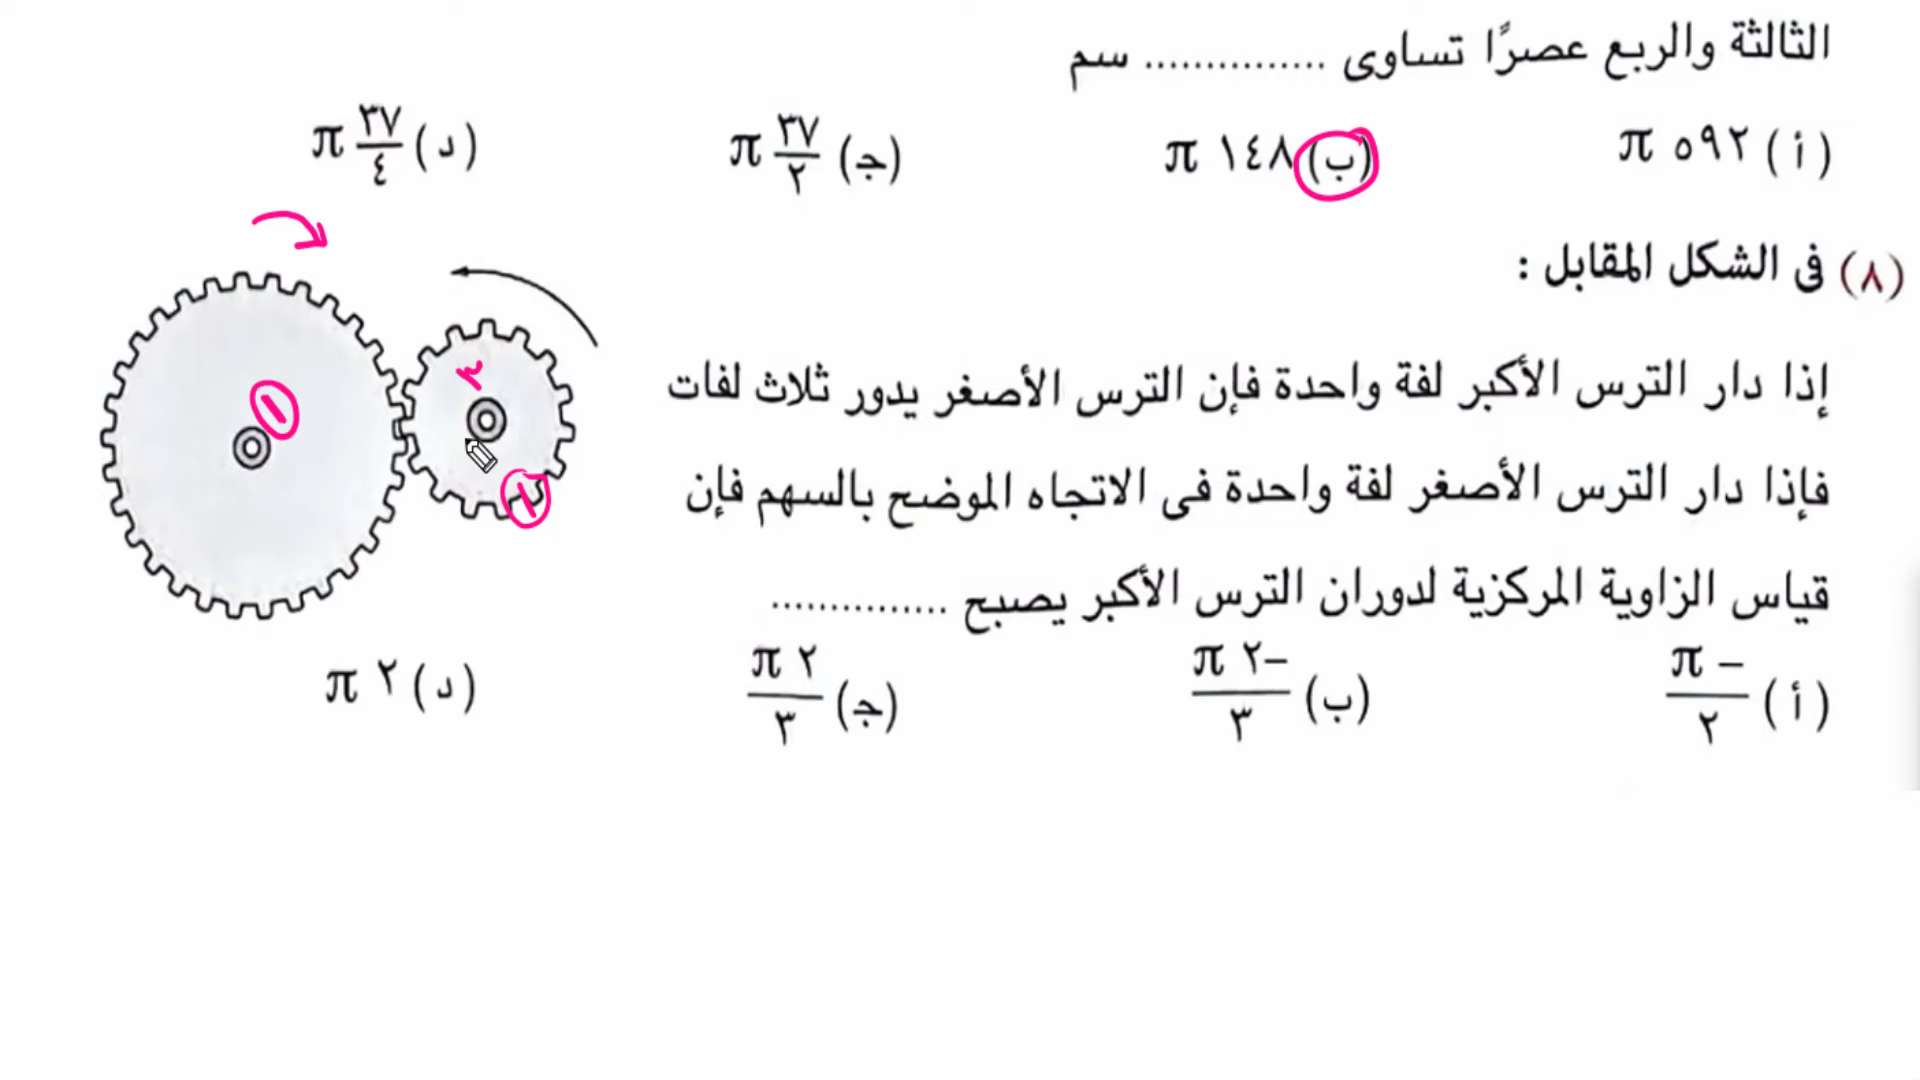 الثالثة والربع عصرًا تساوى ............... سم
(أ) ٥٩٢ π (ب) ١٤٨ π (ج) ٣٧/٢ π (د) ٣٧/٤ π
(٨) فى الشكل المقابل :
إذا دار الترس الأكبر لفة واحدة فإن الترس الأصغر يدور ثلاث لفات
فإذا دار الترس الأصغر لفة واحدة فى الاتجاه الموضح بالسهم فإن
قياس الزاوية المركزية لدوران الترس الأكبر يصبح ...............
(أ) –π/٢ (ب) –٢π/٣ (ج) ٢π/٣ (د) ٢ π
١
٣
١